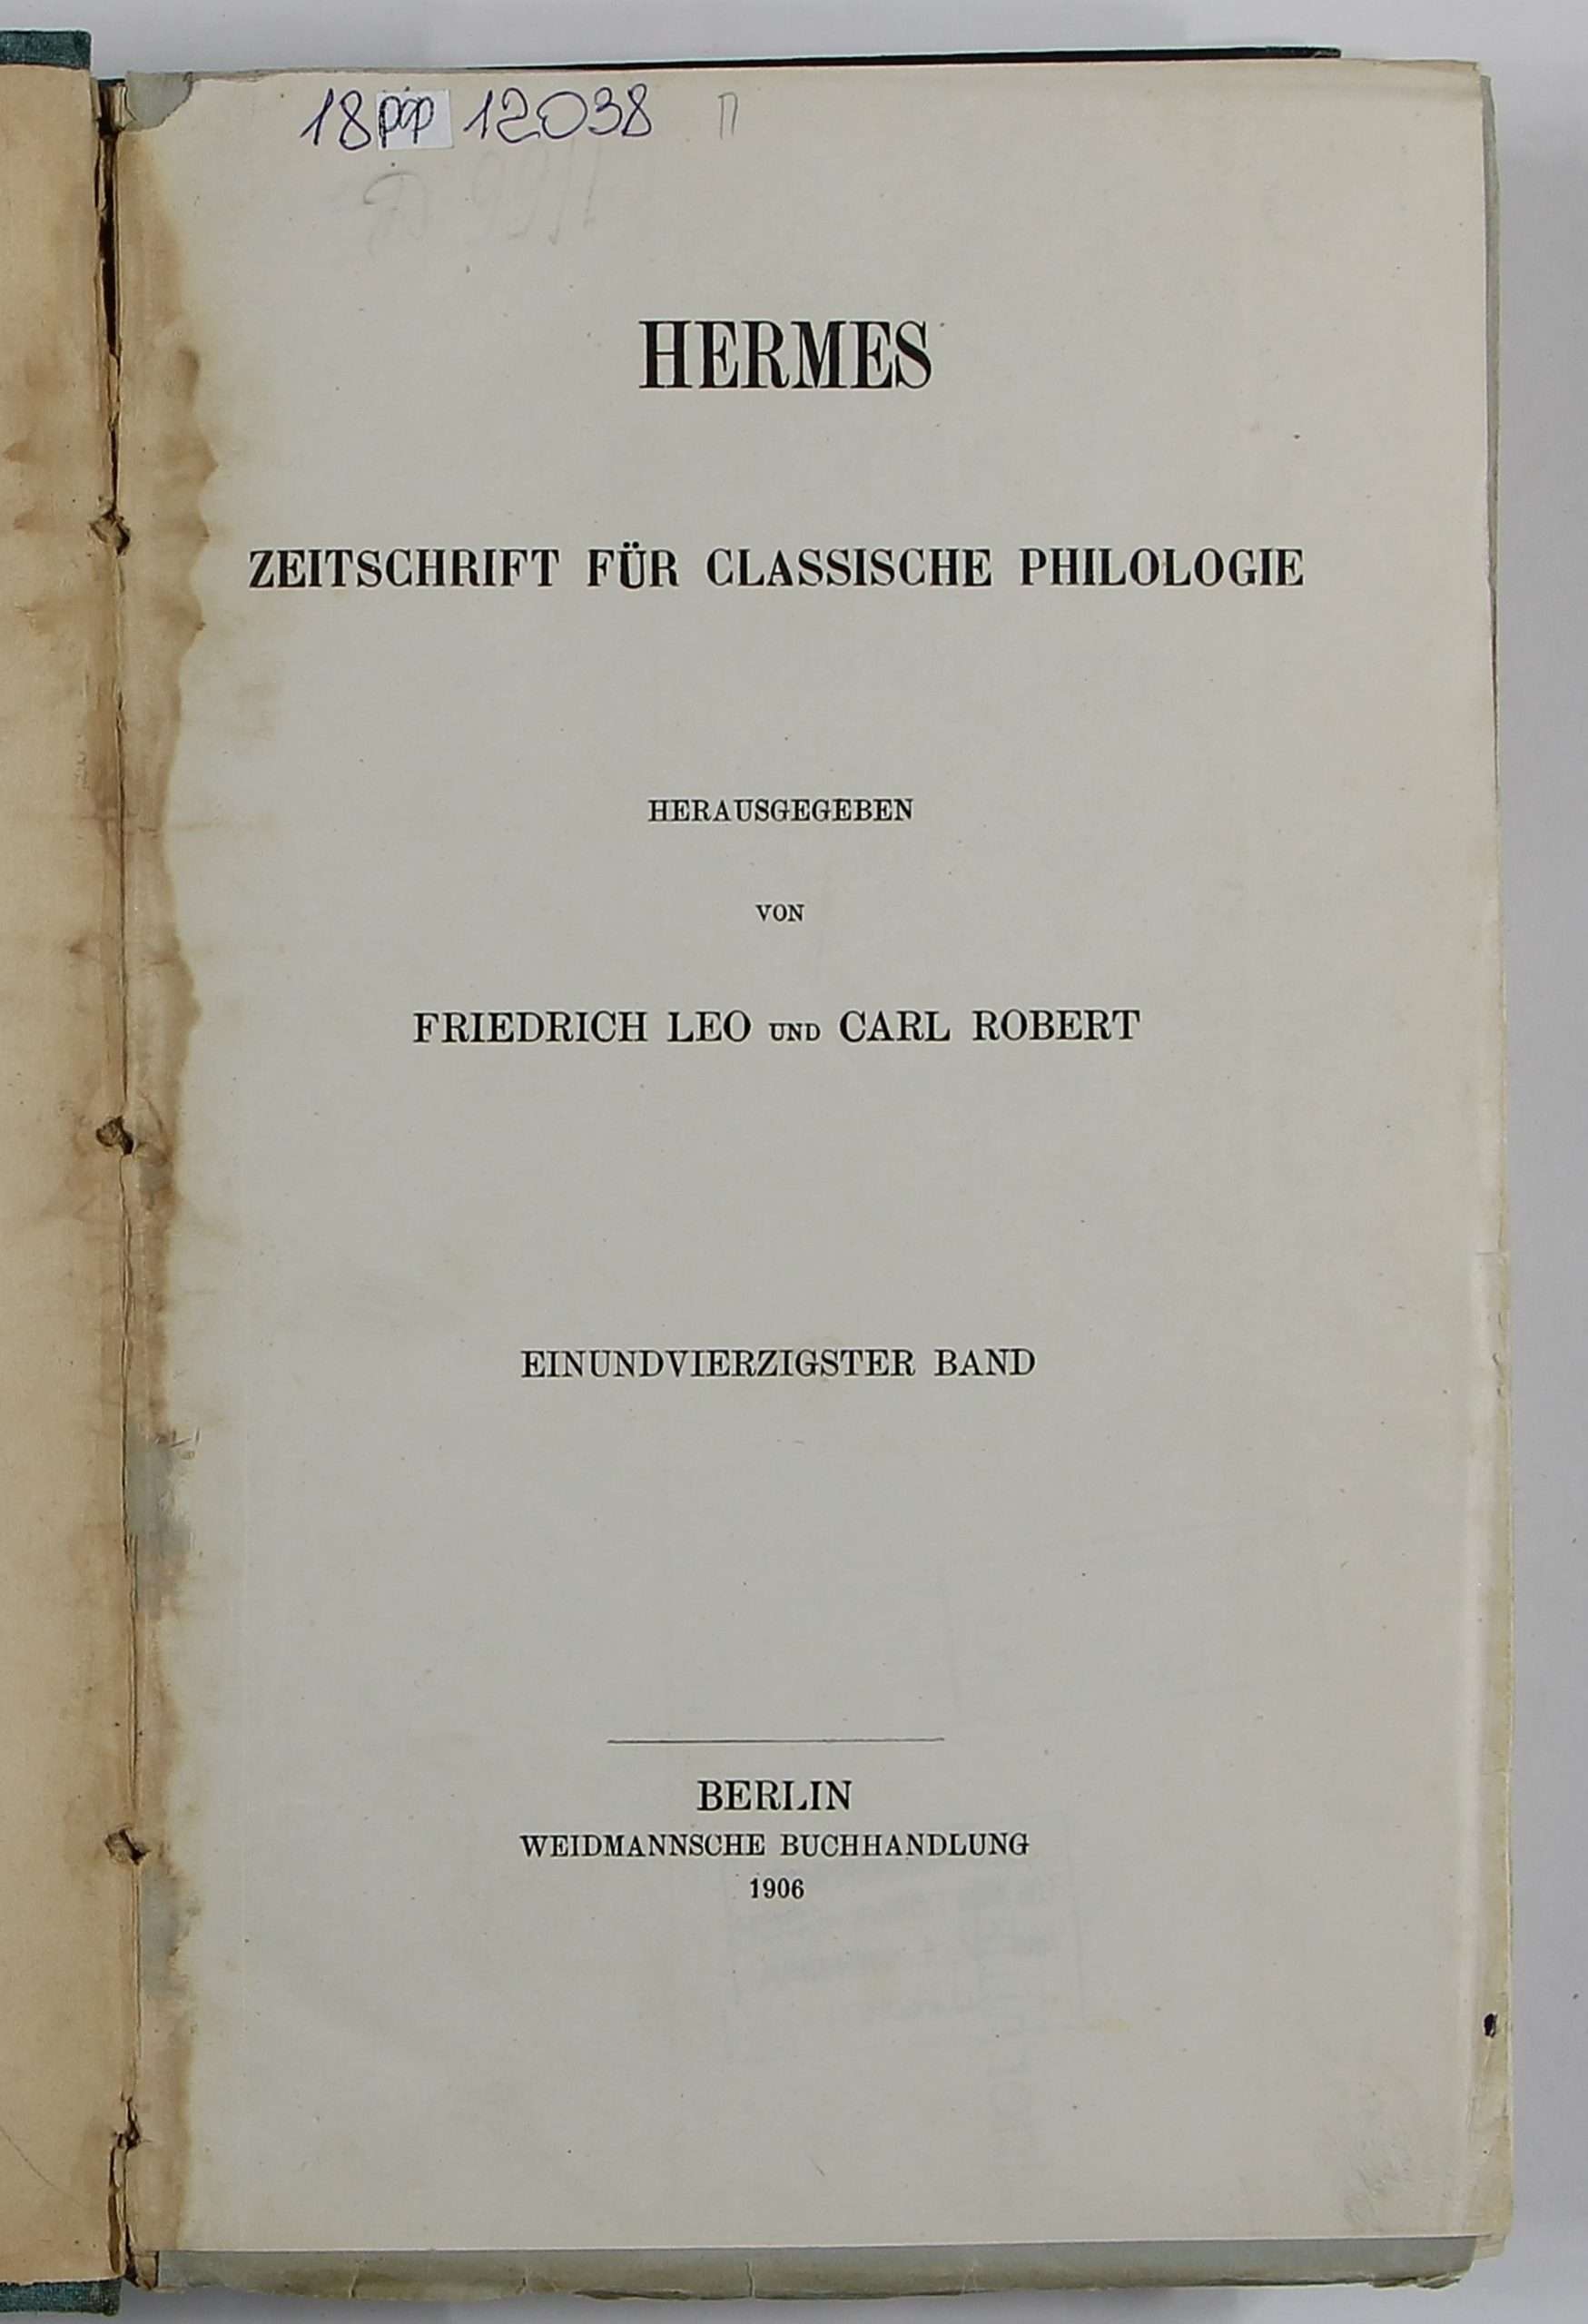 18рф 12038 П
HERMES
ZEITSCHRIFT FÜR CLASSISCHE PHILOLOGIE
HERAUSGEGEBEN
VON
FRIEDRICH LEO UND CARL ROBERT
EINUNDVIERZIGSTER BAND
BERLIN
WEIDMANNSCHE BUCHHANDLUNG
1906